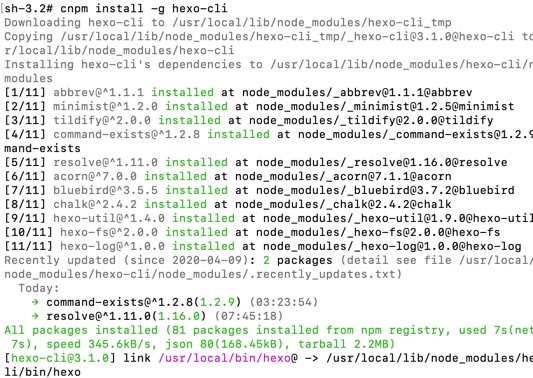 [sh-3.2# cnpm install -g hexo-cli
Downloading hexo-cli to /usr/local/lib/node_modules/hexo-cli_tmp
Copying /usr/local/lib/node_modules/hexo-cli_tmp/_hexo-cli@3.1.0@hexo-cli to
r/local/lib/node_modules/hexo-cli
Installing hexo-cli's dependencies to /usr/local/lib/node_modules/hexo-cli/n
modules
[1/11] abbrev@^1.1.1 installed at node_modules/_abbrev@1.1.1@abbrev
[2/11] minimist@^1.2.0 installed at node_modules/_minimist@1.2.5@minimist
[3/11] tildify@^2.0.0 installed at node_modules/_tildify@2.0.0@tildify
[4/11] command-exists@^1.2.8 installed at node_modules/_command-exists@1.2.9
mand-exists
[5/11] resolve@^1.11.0 installed at node_modules/_resolve@1.16.0@resolve
[6/11] acorn@^7.0.0 installed at node_modules/_acorn@7.1.1@acorn
[7/11] bluebird@^3.5.5 installed at node_modules/_bluebird@3.7.2@bluebird
[8/11] chalk@^2.4.2 installed at node_modules/_chalk@2.4.2@chalk
[9/11] hexo-util@^1.4.0 installed at node_modules/_hexo-util@1.9.0@hexo-util
[10/11] hexo-fs@^2.0.0 installed at node_modules/_hexo-fs@2.0.0@hexo-fs
[11/11] hexo-log@^1.0.0 installed at node_modules/_hexo-log@1.0.0@hexo-log
Recently updated (since 2020-04-09): 2 packages (detail see file /usr/local/
node_modules/hexo-cli/node_modules/.recently_updates.txt)
Today:
→ command-exists@^1.2.8(1.2.9) (03:23:54)
→ resolve@^1.11.0(1.16.0) (07:45:18)
All packages installed (81 packages installed from npm registry, used 7s(net
7s), speed 345.6kB/s, json 80(168.45kB), tarball 2.2MB)
[hexo-cli@3.1.0] link /usr/local/bin/hexo@ -> /usr/local/lib/node_modules/he
li/bin/hexo